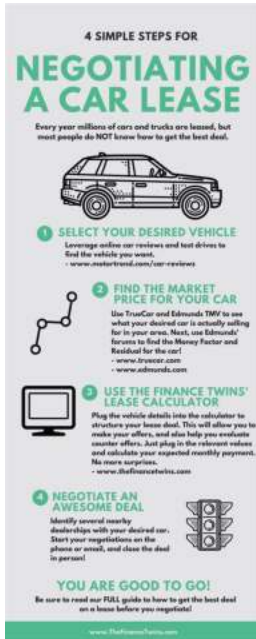 4 SIMPLE STEPS FOR
NEGOTIATING
A CAR LEASE
Every year millions of cars and trucks are leased, but
most people do NOT know how to get the best deal.
1 SELECT YOUR DESIRED VEHICLE
Leverage online car reviews and test drives to
find the vehicle you want.
- www.motortrend.com/car-reviews
2 FIND THE MARKET
PRICE FOR YOUR CAR
Use TrueCar and Edmunds TMV to see
what your desired car is actually selling
for in your area. Next, use Edmunds'
forums to find the Money Factor and
Residual for the car!
- www.truecar.com
- www.edmunds.com
3 USE THE FINANCE TWINS'
LEASE CALCULATOR
Plug the vehicle details into the calculator to
structure your lease deal. This will allow you to
make your offers, and also help you evaluate
counter offers. Just plug in the relevant values
and calculate your expected monthly payment.
No more surprises.
- www.thefinancetwins.com
4 NEGOTIATE AN
AWESOME DEAL
Identify several nearby
dealerships with your desired car.
Start your negotiations on the
phone or email, and close the deal
in person!
YOU ARE GOOD TO GO!
Be sure to read our FULL guide to how to get the best deal
on a lease before you negotiate!
www.TheFinanceTwins.com